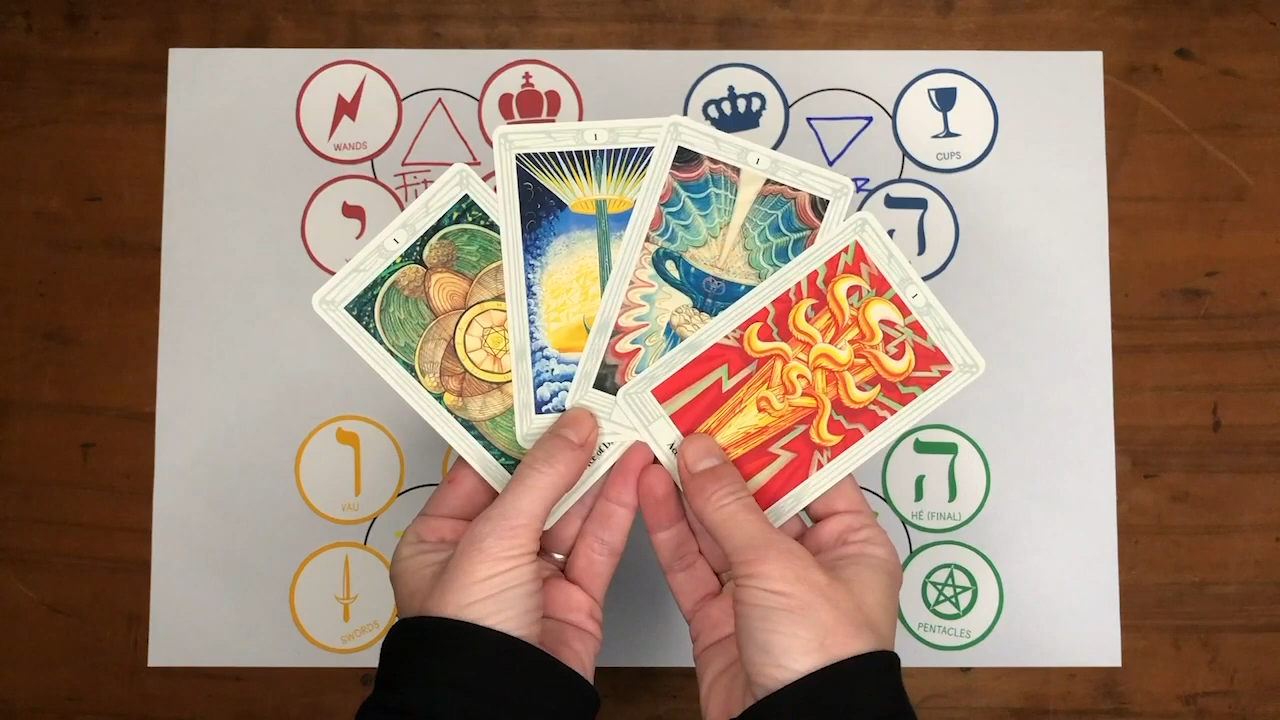 WANDS
CUPS
י
ה
I
I
I
I
ו
VAU
ה
HÉ (FINAL)
SWORDS
PENTACLES